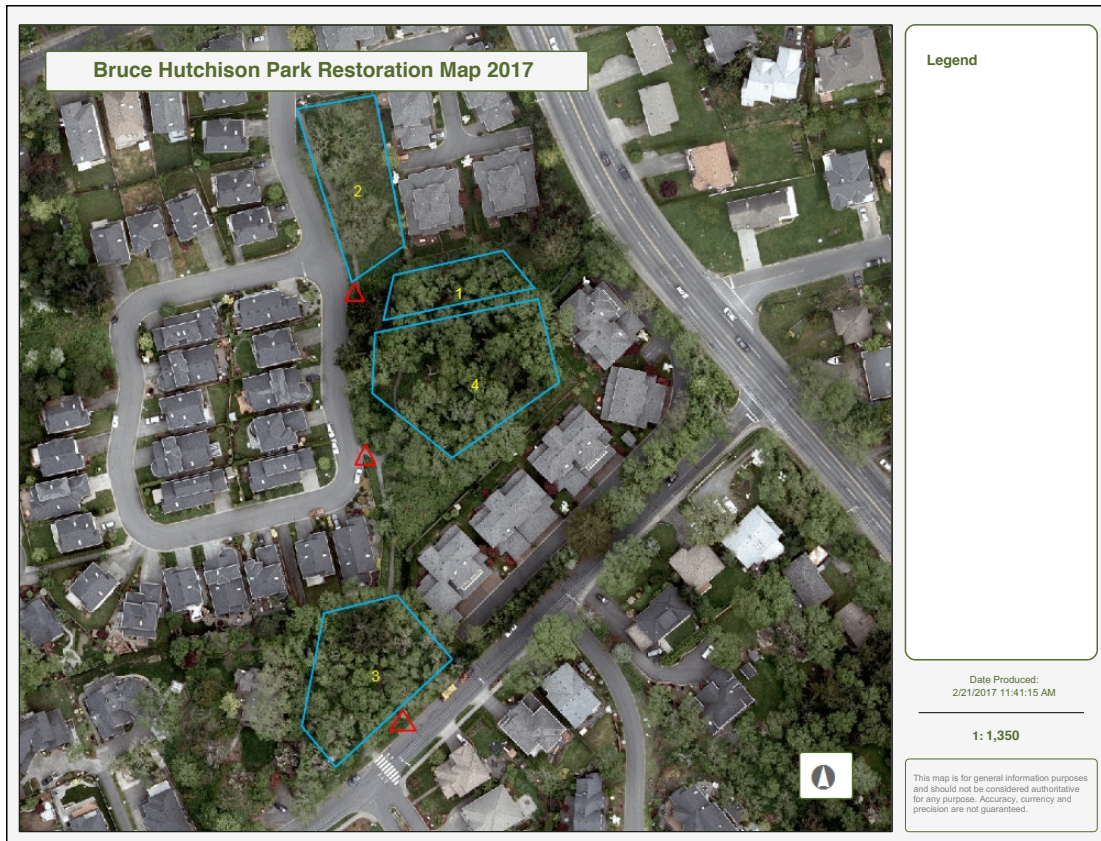 Bruce Hutchison Park Restoration Map 2017
Legend
2
1
4
3
Date Produced:
2/21/2017 11:41:15 AM
1: 1,350
This map is for general information purposes
and should not be considered authoritative
for any purpose. Accuracy, currency and
precision are not guaranteed.